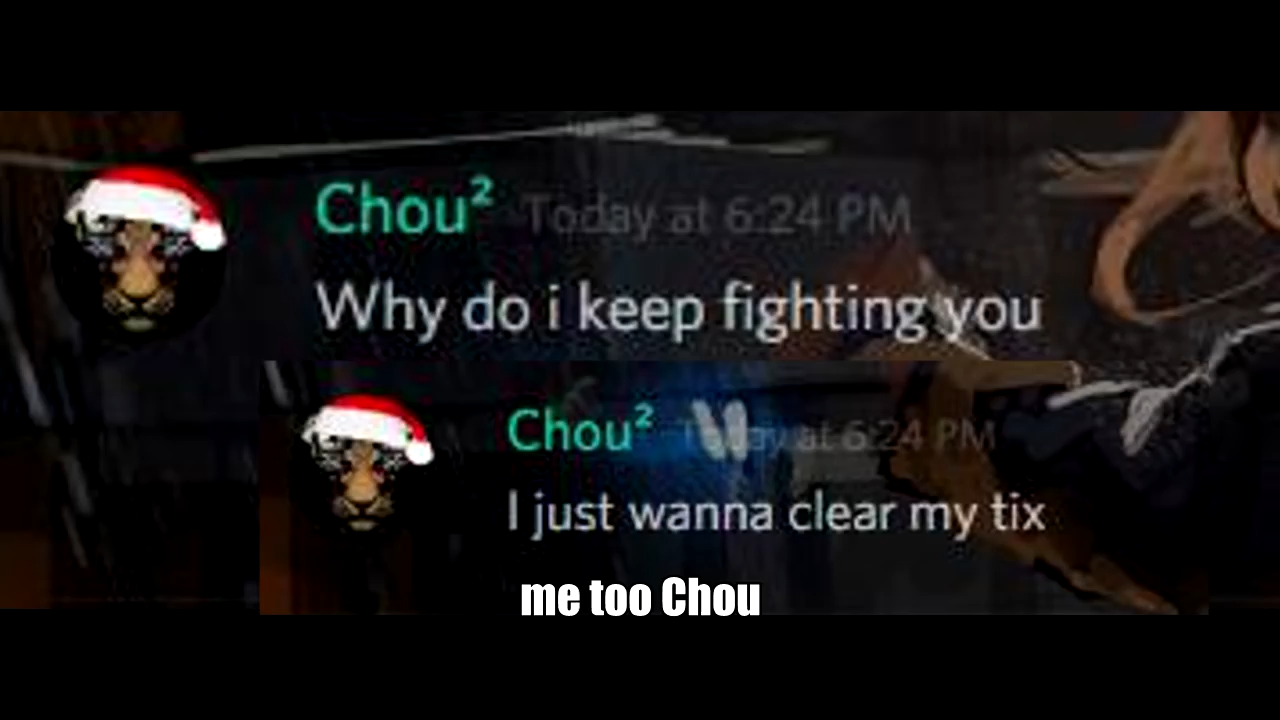 Chou² Today at 6:24 PM
Why do i keep fighting you
Chou² Today at 6:24 PM
I just wanna clear my tix
me too Chou